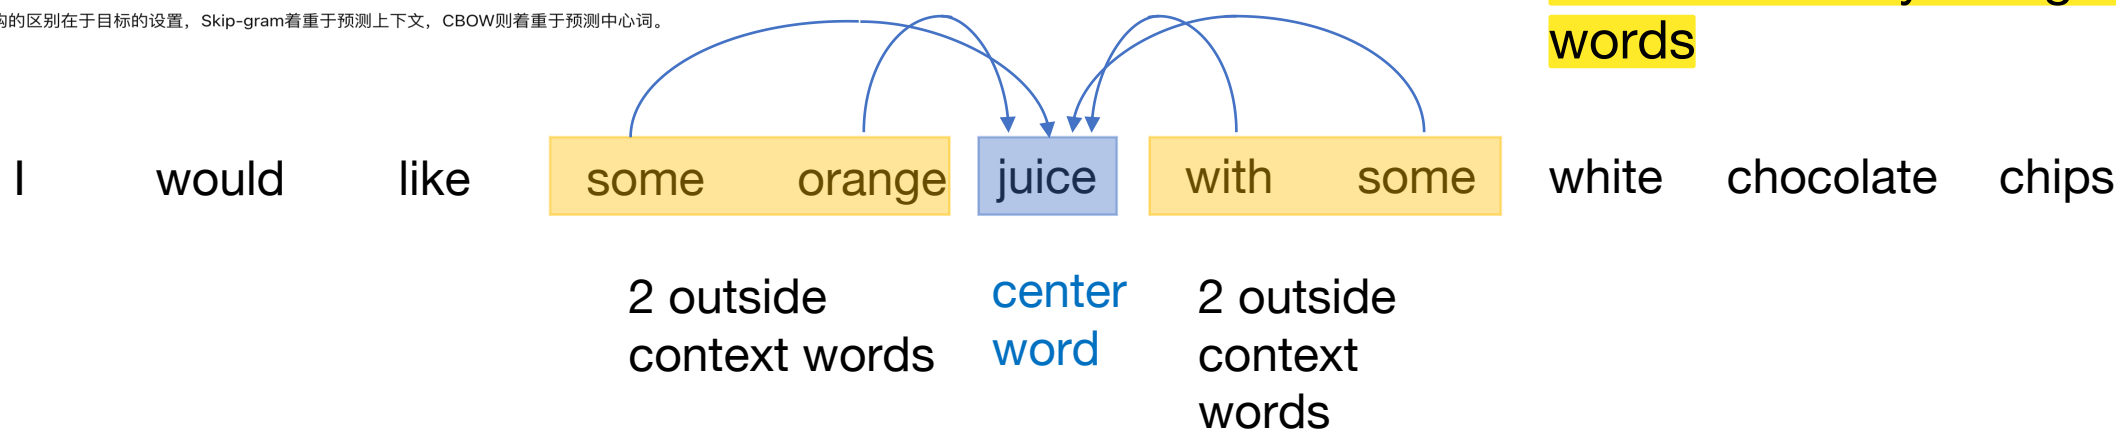 的区别在于目标的设置，Skip-gram着重于预测上下文，CBOW则着重于预测中心词。
words
I would like some orange juice with some white chocolate chips
2 outside
context words
center
word
2 outside
context
words